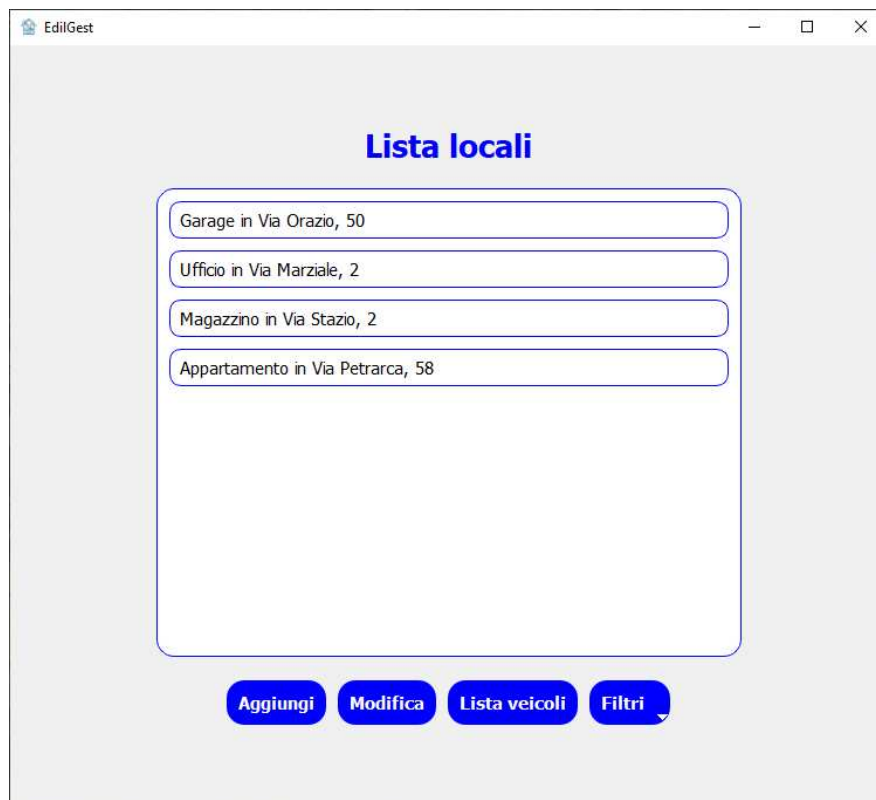 EdilGest
Lista locali
Garage in Via Orazio, 50
Ufficio in Via Marziale, 2
Magazzino in Via Stazio, 2
Appartamento in Via Petrarca, 58
Aggiungi Modifica Lista veicoli Filtri